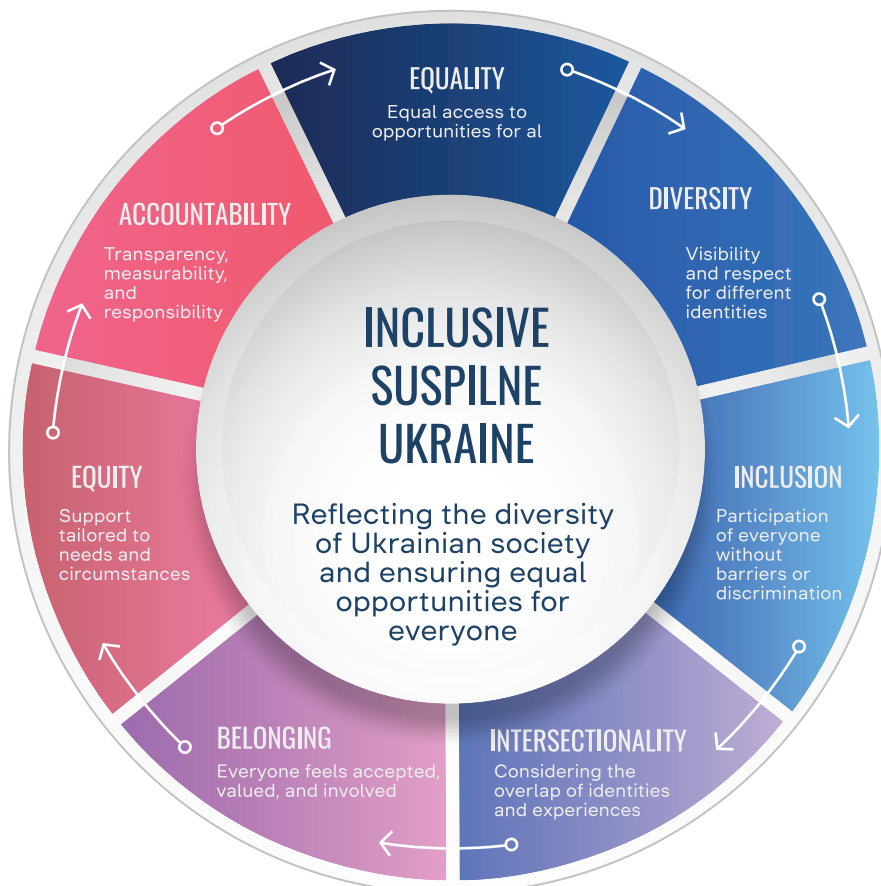 EQUALITY
Equal access to
opportunities for al
DIVERSITY
Visibility
and respect
for different
identities
INCLUSION
Participation
of everyone
without
barriers or
discrimination
INTERSECTIONALITY
Considering the
overlap of identities
and experiences
BELONGING
Everyone feels accepted,
valued, and involved
EQUITY
Support
tailored to
needs and
circumstances
ACCOUNTABILITY
Transparency,
measurability,
and
responsibility
INCLUSIVE
SUSPILNE
UKRAINE
Reflecting the diversity
of Ukrainian society
and ensuring equal
opportunities for
everyone